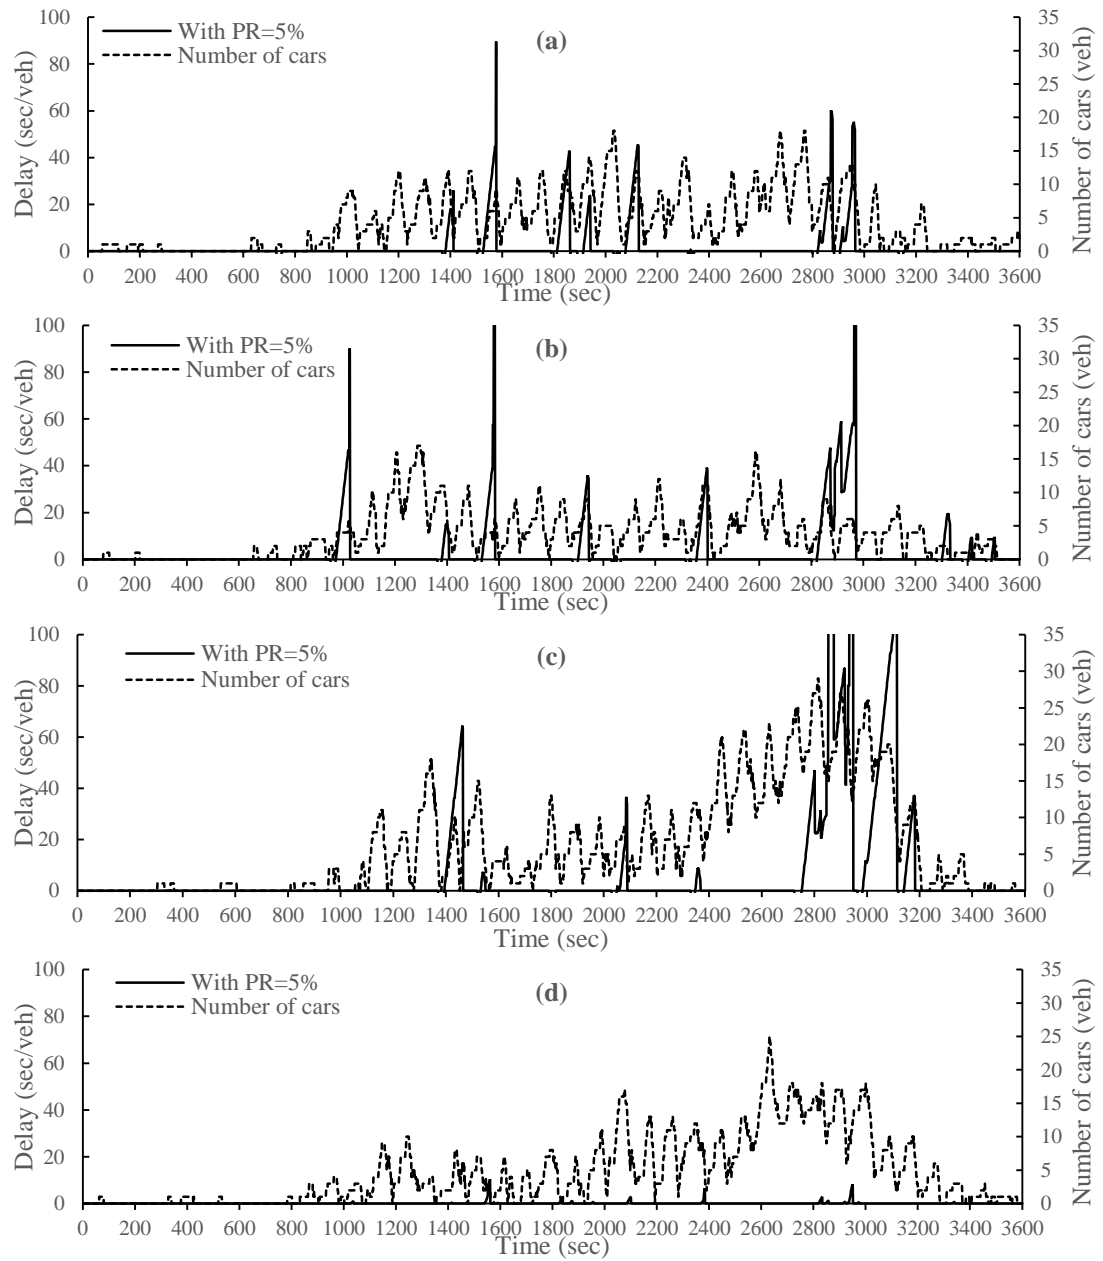 100 80 60 40 20 0
Delay (sec/veh)
With PR=5%
Number of cars
(a)
35 30 25 20 15 10 5 0
Number of cars (veh)
0 200 400 600 800 1000 1200 1400 1600 1800 2000 2200 2400 2600 2800 3000 3200 3400 3600
Time (sec)
100 80 60 40 20 0
Delay (sec/veh)
With PR=5%
Number of cars
(b)
35 30 25 20 15 10 5 0
Number of cars (veh)
0 200 400 600 800 1000 1200 1400 1600 1800 2000 2200 2400 2600 2800 3000 3200 3400 3600
Time (sec)
100 80 60 40 20 0
Delay (sec/veh)
With PR=5%
Number of cars
(c)
35 30 25 20 15 10 5 0
Number of cars (veh)
0 200 400 600 800 1000 1200 1400 1600 1800 2000 2200 2400 2600 2800 3000 3200 3400 3600
Time (sec)
100 80 60 40 20 0
Delay (sec/veh)
With PR=5%
Number of cars
(d)
35 30 25 20 15 10 5 0
Number of cars (veh)
0 200 400 600 800 1000 1200 1400 1600 1800 2000 2200 2400 2600 2800 3000 3200 3400 3600
Time (sec)